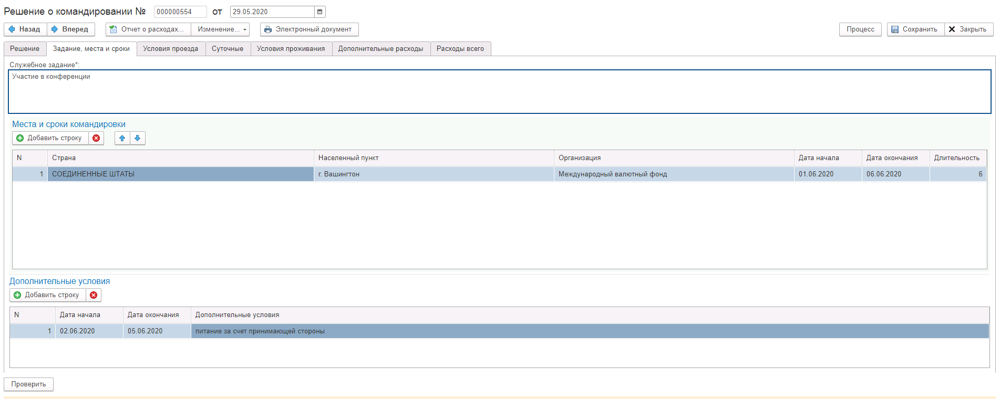 Решение о командировании № 000000554 от 29.05.2020
Назад Вперед Отчет о расходах... Изменение... Электронный документ Процесс Сохранить Закрыть
Решение Задание, места и сроки Условия проезда Суточные Условия проживания Дополнительные расходы Расходы всего
Служебное задание*:
Участие в конференции
Места и сроки командировки
Добавить строку
N Страна Населенный пункт Организация Дата начала Дата окончания Длительность
1 СОЕДИНЕННЫЕ ШТАТЫ г. Вашингтон Международный валютный фонд 01.06.2020 06.06.2020 6
Дополнительные условия
Добавить строку
N Дата начала Дата окончания Дополнительные условия
1 02.06.2020 05.06.2020 питание за счет принимающей стороны
Проверить